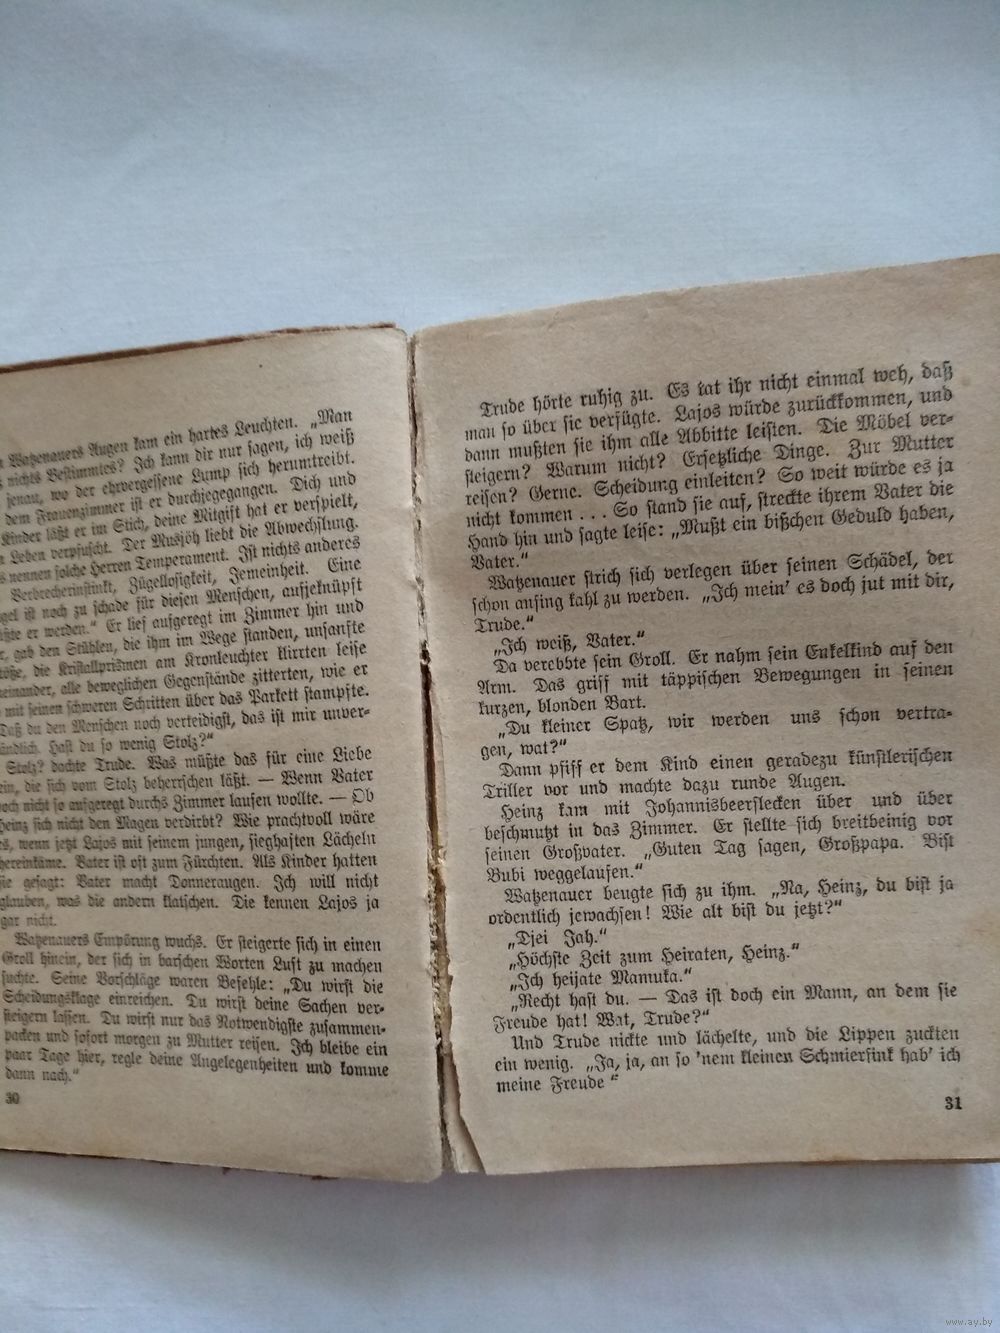 Watzenauers Augen kam ein hartes Leuchten. „Man
nichts Bestimmtes? Ich kann dir nur sagen, ich weiß
jenau, wo der ehrvergessene Lump sich herumtreibt.
dem Frauenzimmer ist er durchjegegangen. Dich und
Kinder läßt er im Stich, deine Mitgift hat er verspielt,
Leben verpfuscht. Der Musjöh liebt die Abwechslung.
nennen solche Herren Temperament. Ist nichts anderes
Verbrecherinstinkt, Zügellosigkeit, Jemeinheit. Eine
ist noch zu schade für diesen Menschen, aufjeknüpft
er werden.“ Er lief aufgeregt im Zimmer hin und
gab den Stühlen, die ihm im Wege standen, unsanfte
die Kristallprismen am Kronleuchter klirrten leise
einander, alle beweglichen Gegenstände zitterten, wie er
mit seinen schweren Schritten über das Parkett stampfte.
Daß du den Menschen noch verteidigst, das ist mir unver-
ständlich. Hast du so wenig Stolz?“
Stolz? dachte Trude. Was müßte das für eine Liebe
sein, die sich vom Stolz beherrschen läßt. — Wenn Vater
doch nicht so aufgeregt durchs Zimmer laufen wollte. — Ob
Heinz sich nicht den Magen verdirbt? Wie prachtvoll wäre
es, wenn jetzt Lajos mit seinem jungen, sieghaften Lächeln
hereinkäme. Vater ist oft zum Fürchten. Als Kinder hatten
sie gesagt: Vater macht Donneraugen. Ich will nicht
glauben, was die andern klatschen. Die kennen Lajos ja
gar nicht.
Watzenauers Empörung wuchs. Er steigerte sich in einen
Groll hinein, der sich in barschen Worten Lust zu machen
suchte. Seine Vorschläge waren Befehle: „Du wirst die
Scheidungsklage einreichen. Du wirst deine Sachen ver-
steigern lassen. Du wirst nur das Notwendigste zusammen-
packen und sofort morgen zu Mutter reisen. Ich bleibe ein
paar Tage hier, regle deine Angelegenheiten und komme
dann nach.“
30
Trude hörte ruhig zu. Es tat ihr nicht einmal weh, daß
man so über sie verfügte. Lajos würde zurückkommen, und
dann mußten sie ihm alle Abbitte leisten. Die Möbel ver-
steigern? Warum nicht? Ersetzliche Dinge. Zur Mutter
reisen? Gerne. Scheidung einleiten? So weit würde es ja
nicht kommen ... So stand sie auf, streckte ihrem Vater die
Hand hin und sagte leise: „Mußt ein bißchen Geduld haben,
Vater.“
Watzenauer strich sich verlegen über seinen Schädel, der
schon anfing kahl zu werden. „Ich mein’ es doch jut mit dir,
Trude.“
„Ich weiß, Vater.“
Da verebbte sein Groll. Er nahm sein Enkelkind auf den
Arm. Das griff mit täppischen Bewegungen in seinen
kurzen, blonden Bart.
„Du kleiner Spatz, wir werden uns schon vertra-
gen, wat?“
Dann pfiff er dem Kind einen geradezu künstlerischen
Triller vor und machte dazu runde Augen.
Heinz kam mit Johannisbeerflecken über und über
beschmutzt in das Zimmer. Er stellte sich breitbeinig vor
seinen Großvater. „Guten Tag sagen, Großpapa. Bist
Bubi weggelaufen.“
Watzenauer beugte sich zu ihm. „Na, Heinz, du bist ja
ordentlich jewachsen! Wie alt bist du jetzt?“
„Djei Jah.“
„Höchste Zeit zum Heiraten, Heinz.“
„Ich heijate Mamuka.“
„Recht hast du. — Das ist doch ein Mann, an dem sie
Freude hat! Wat, Trude?“
Und Trude nickte und lächelte, und die Lippen zuckten
ein wenig. „Ja, ja, an so ’nem kleinen Schmierfink hab’ ich
meine Freude“
31
www.ay.by